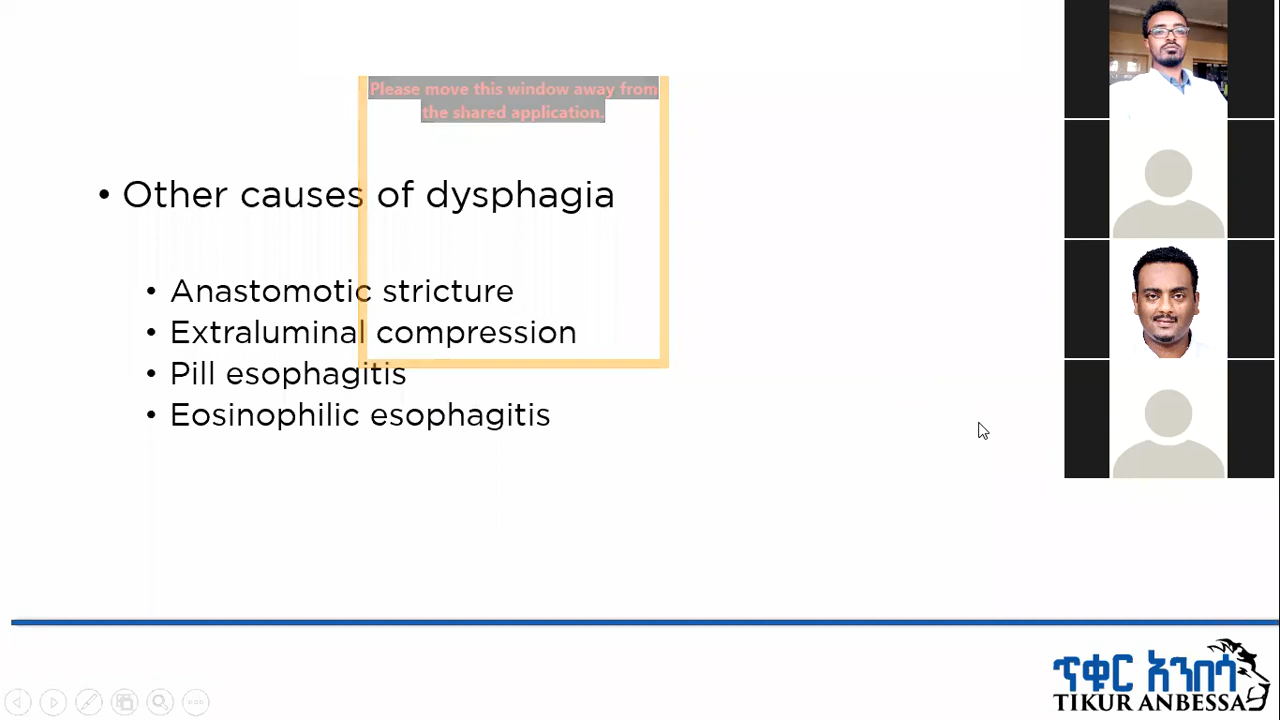 Please move this window away from
the shared application.
• Other causes of dysphagia
• Anastomotic stricture
• Extraluminal compression
• Pill esophagitis
• Eosinophilic esophagitis
ጥቁር አንበሳ
TIKUR ANBESSA